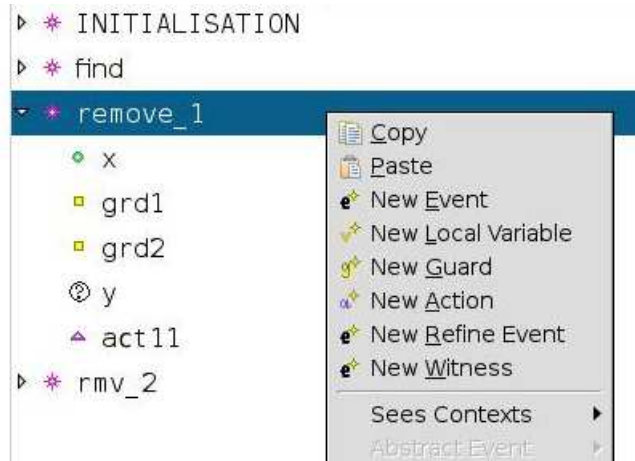 INITIALISATION
find
remove_1
x
grd1
grd2
y
act11
rmv_2
Copy
Paste
New Event
New Local Variable
New Guard
New Action
New Refine Event
New Witness
Sees Contexts
Abstract Event